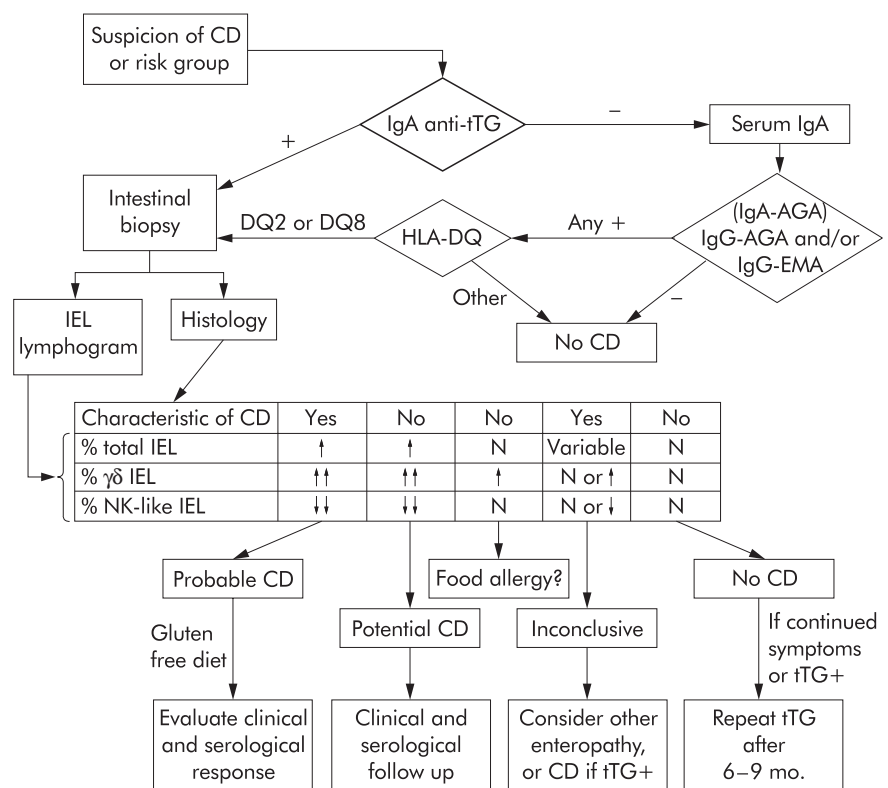 Suspicion of CD
or risk group
IgA anti-tTG
+
–
Serum IgA
Intestinal
biopsy
DQ2 or DQ8
HLA-DQ
Any +
(IgA-AGA)
IgG-AGA and/or
IgG-EMA
Other
–
No CD
IEL
lymphogram
Histology
Characteristic of CD Yes No No Yes No
% total IEL ↑ ↑ N Variable N
% γδ IEL ↑↑ ↑↑ ↑ N or ↑ N
% NK-like IEL ↓↓ ↓↓ N N or ↓ N
Probable CD
Food allergy?
No CD
Potential CD
Inconclusive
Gluten
free diet
If continued
symptoms
or tTG+
Evaluate clinical
and serological
response
Clinical and
serological
follow up
Consider other
enteropathy,
or CD if tTG+
Repeat tTG
after
6–9 mo.